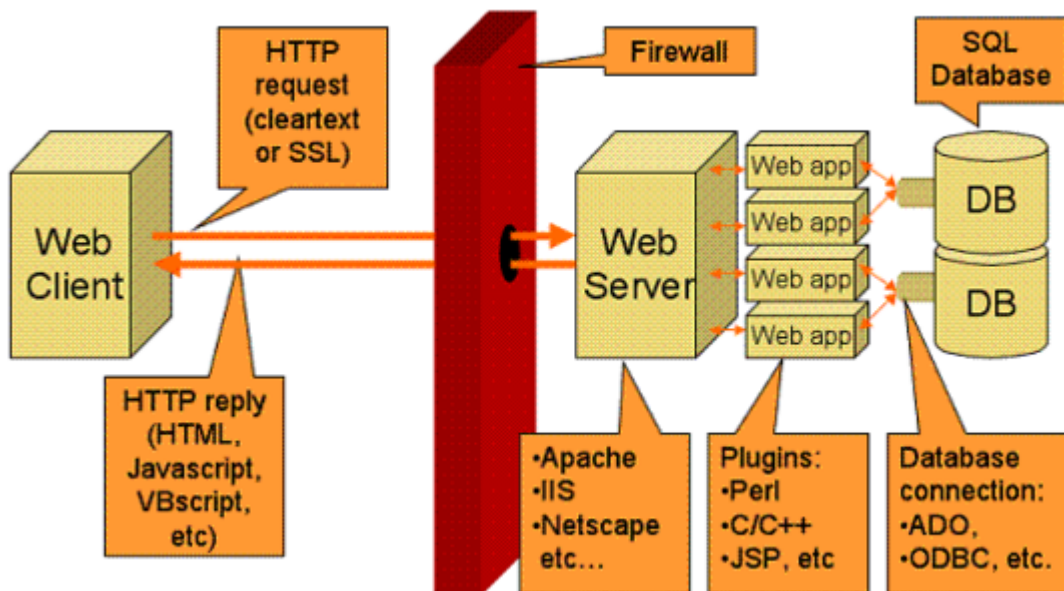 HTTP
request
(cleartext
or SSL)
Firewall
SQL
Database
Web
Client
Web
Server
Web app
Web app
Web app
Web app
DB
DB
HTTP reply
(HTML,
Javascript,
VBscript,
etc)
•Apache
•IIS
•Netscape
etc...
Plugins:
•Perl
•C/C++
•JSP, etc
Database
connection:
•ADO,
•ODBC, etc.